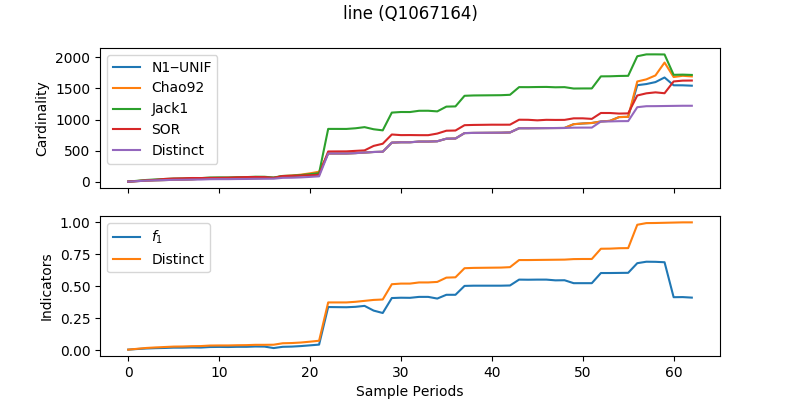 line (Q1067164)
2000
1500
1000
500
0
Cardinality
N1−UNIF
Chao92
Jack1
SOR
Distinct
1.00
0.75
0.50
0.25
0.00
Indicators
f₁
Distinct
0 10 20 30 40 50 60
Sample Periods